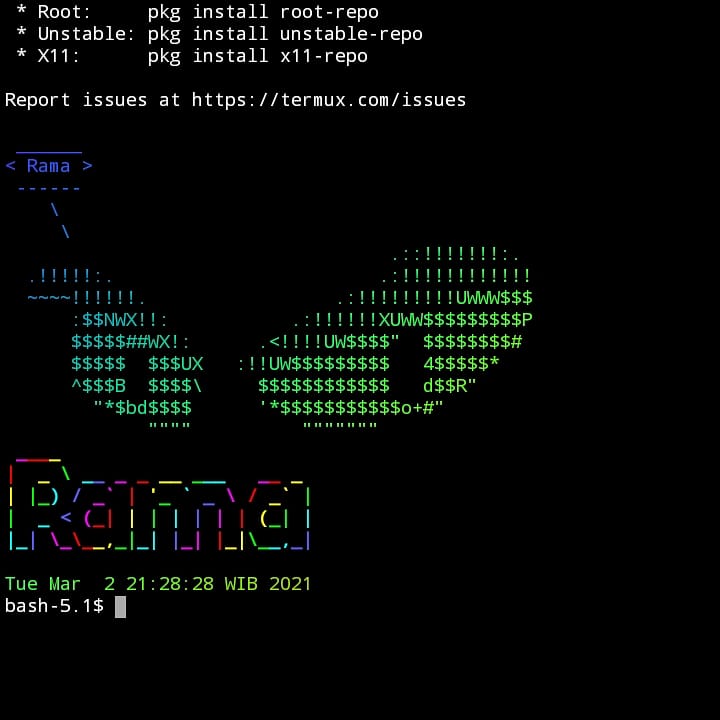 * Root:     pkg install root-repo
* Unstable: pkg install unstable-repo
* X11:      pkg install x11-repo
Report issues at https://termux.com/issues
< Rama >
Rama
Tue Mar  2 21:28:28 WIB 2021
bash-5.1$